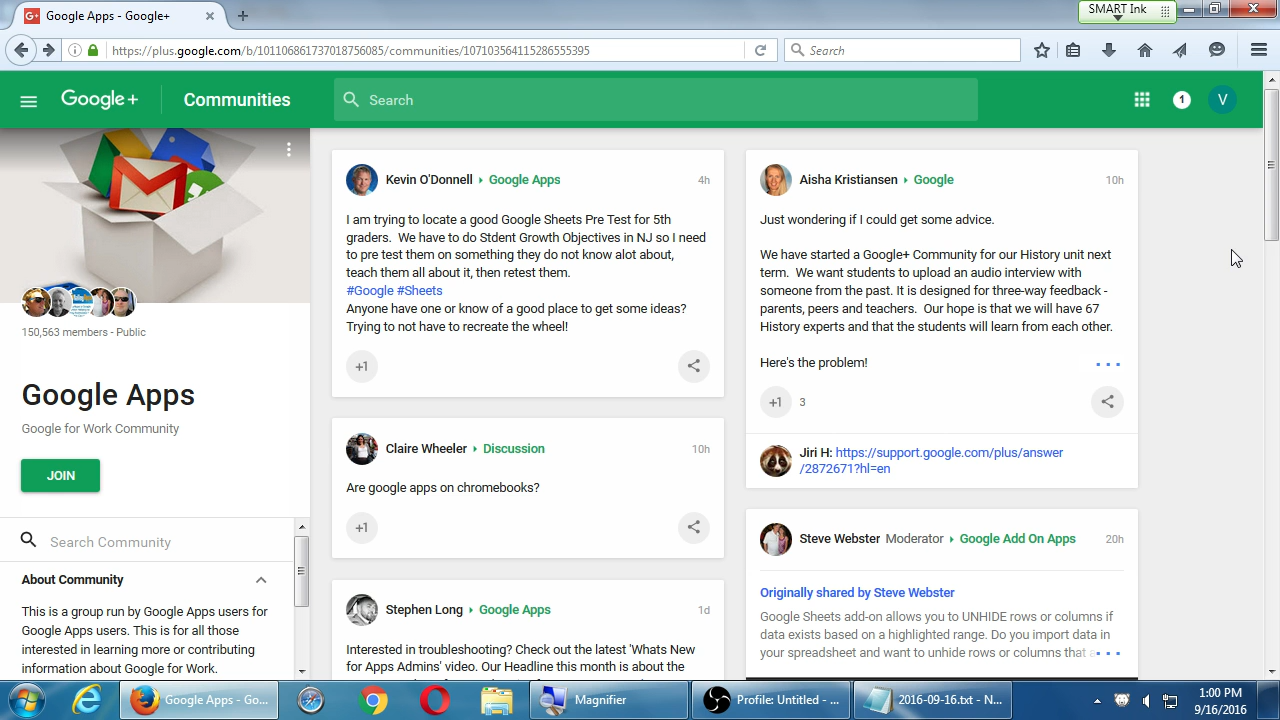 Google Apps - Google+
SMART Ink
https://plus.google.com/b/101106861737018756085/communities/107103564115286555395
Search
Google+
Communities
Search
1
V
150,563 members - Public
Google Apps
Google for Work Community
JOIN
Search Community
About Community
This is a group run by Google Apps users for
Google Apps users. This is for all those
interested in learning more or contributing
information about Google for Work.
Kevin O'Donnell
Google Apps
4h
I am trying to locate a good Google Sheets Pre Test for 5th
graders. We have to do Stdent Growth Objectives in NJ so I need
to pre test them on something they do not know alot about,
teach them all about it, then retest them.
#Google #Sheets
Anyone have one or know of a good place to get some ideas?
Trying to not have to recreate the wheel!
+1
Claire Wheeler
Discussion
10h
Are google apps on chromebooks?
+1
Stephen Long
Google Apps
1d
Interested in troubleshooting? Check out the latest 'Whats New
for Apps Admins' video. Our Headline this month is about the
Aisha Kristiansen
Google
10h
Just wondering if I could get some advice.
We have started a Google+ Community for our History unit next
term. We want students to upload an audio interview with
someone from the past. It is designed for three-way feedback -
parents, peers and teachers. Our hope is that we will have 67
History experts and that the students will learn from each other.
Here's the problem!
+1
3
Jiri H: https://support.google.com/plus/answer
/2872671?hl=en
Steve Webster Moderator
Google Add On Apps
20h
Originally shared by Steve Webster
Google Sheets add-on allows you to UNHIDE rows or columns if
data exists based on a highlighted range. Do you import data in
your spreadsheet and want to unhide rows or columns that
Google Apps - Go...
Magnifier
Profile: Untitled - ...
2016-09-16.txt - N...
1:00 PM
9/16/2016